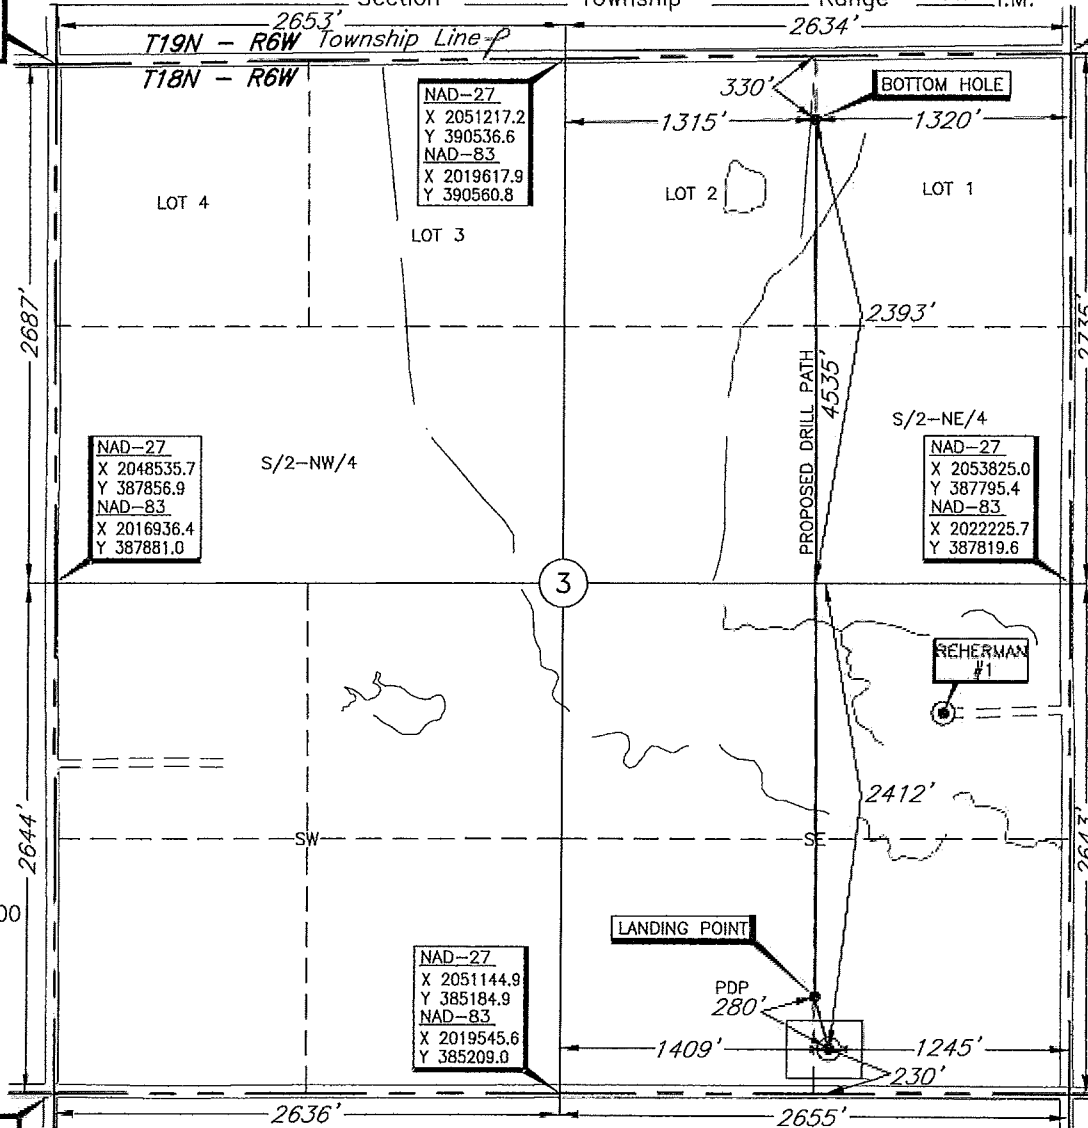 Section Township Range I.M.
2653' 2634'
T19N - R6W Township Line
T18N - R6W
NAD-27
X 2051217.2
Y 390536.6
NAD-83
X 2019617.9
Y 390560.8
330'
BOTTOM HOLE
1315' 1320'
LOT 4
LOT 3
LOT 2
LOT 1
2687'
2393'
2735'
PROPOSED DRILL PATH
4535'
S/2-NW/4
S/2-NE/4
NAD-27
X 2048535.7
Y 387856.9
NAD-83
X 2016936.4
Y 387881.0
NAD-27
X 2053825.0
Y 387795.4
NAD-83
X 2022225.7
Y 387819.6
3
REHERMAN
#1
2644'
2412'
2643'
SW
SE
00
LANDING POINT
NAD-27
X 2051144.9
Y 385184.9
NAD-83
X 2019545.6
Y 385209.0
PDP
280'
1409' 1245'
230'
2636' 2655'